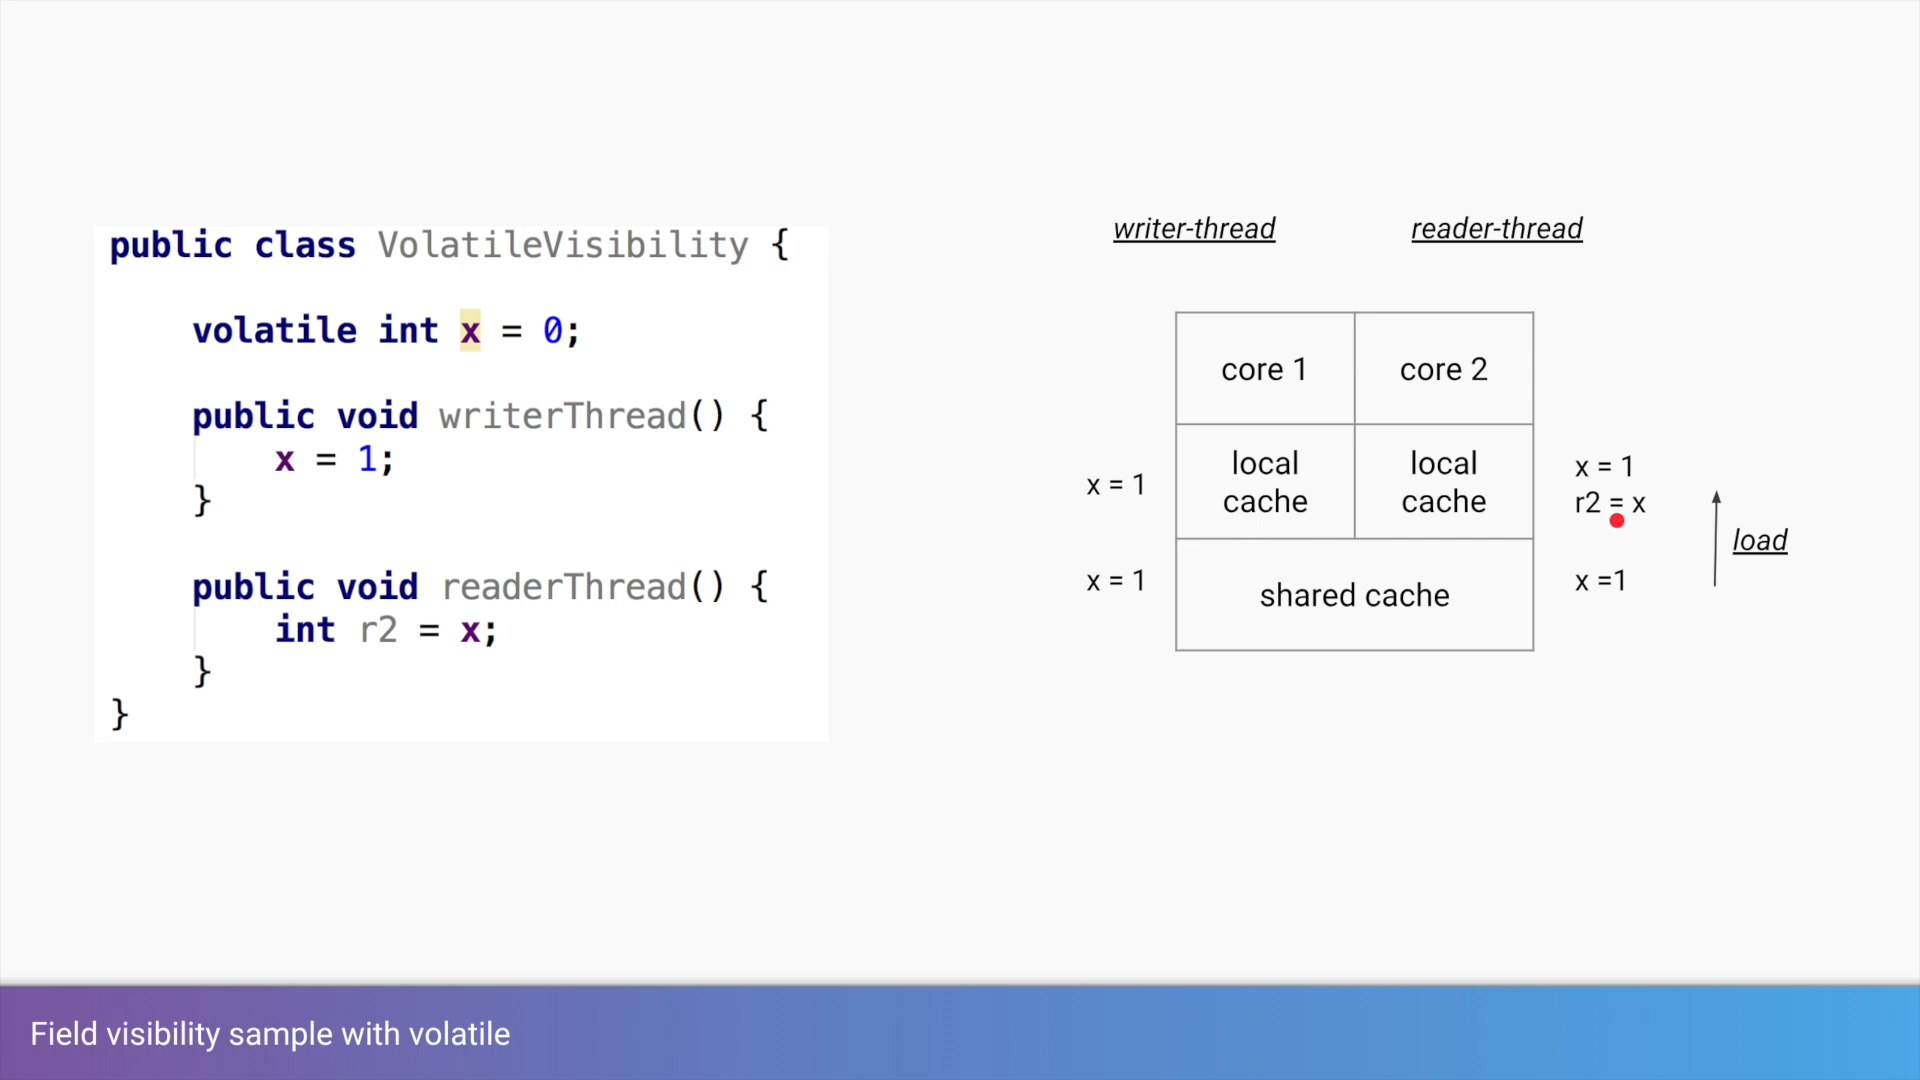 public class VolatileVisibility {
volatile int x = 0;
public void writerThread() {
x = 1;
}
public void readerThread() {
int r2 = x;
}
}
writer-thread
reader-thread
core 1
core 2
x = 1
local
cache
local
cache
x = 1
r2 = x
load
x = 1
shared cache
x =1
Field visibility sample with volatile